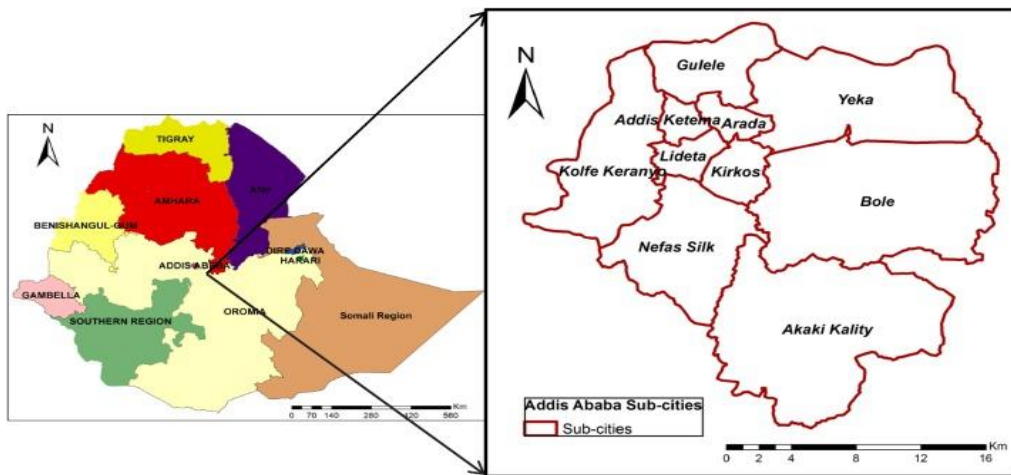 N
TIGRAY
AMHARA
BENISHANGUL-GUM
DIRE DAWA
HARARI
ADDIS ABEBA
GAMBELLA
OROMIA
SOUTHERN REGION
Somali Region
Km
0 70 140 280 420 560
N
Gulele
Yeka
Addis Ketema
Arada
Lideta
Kolfe Keranyo
Kirkos
Bole
Nefas Silk
Akaki Kality
Addis Ababa Sub-cities
Sub-cities
Km
0 2 4 8 12 16